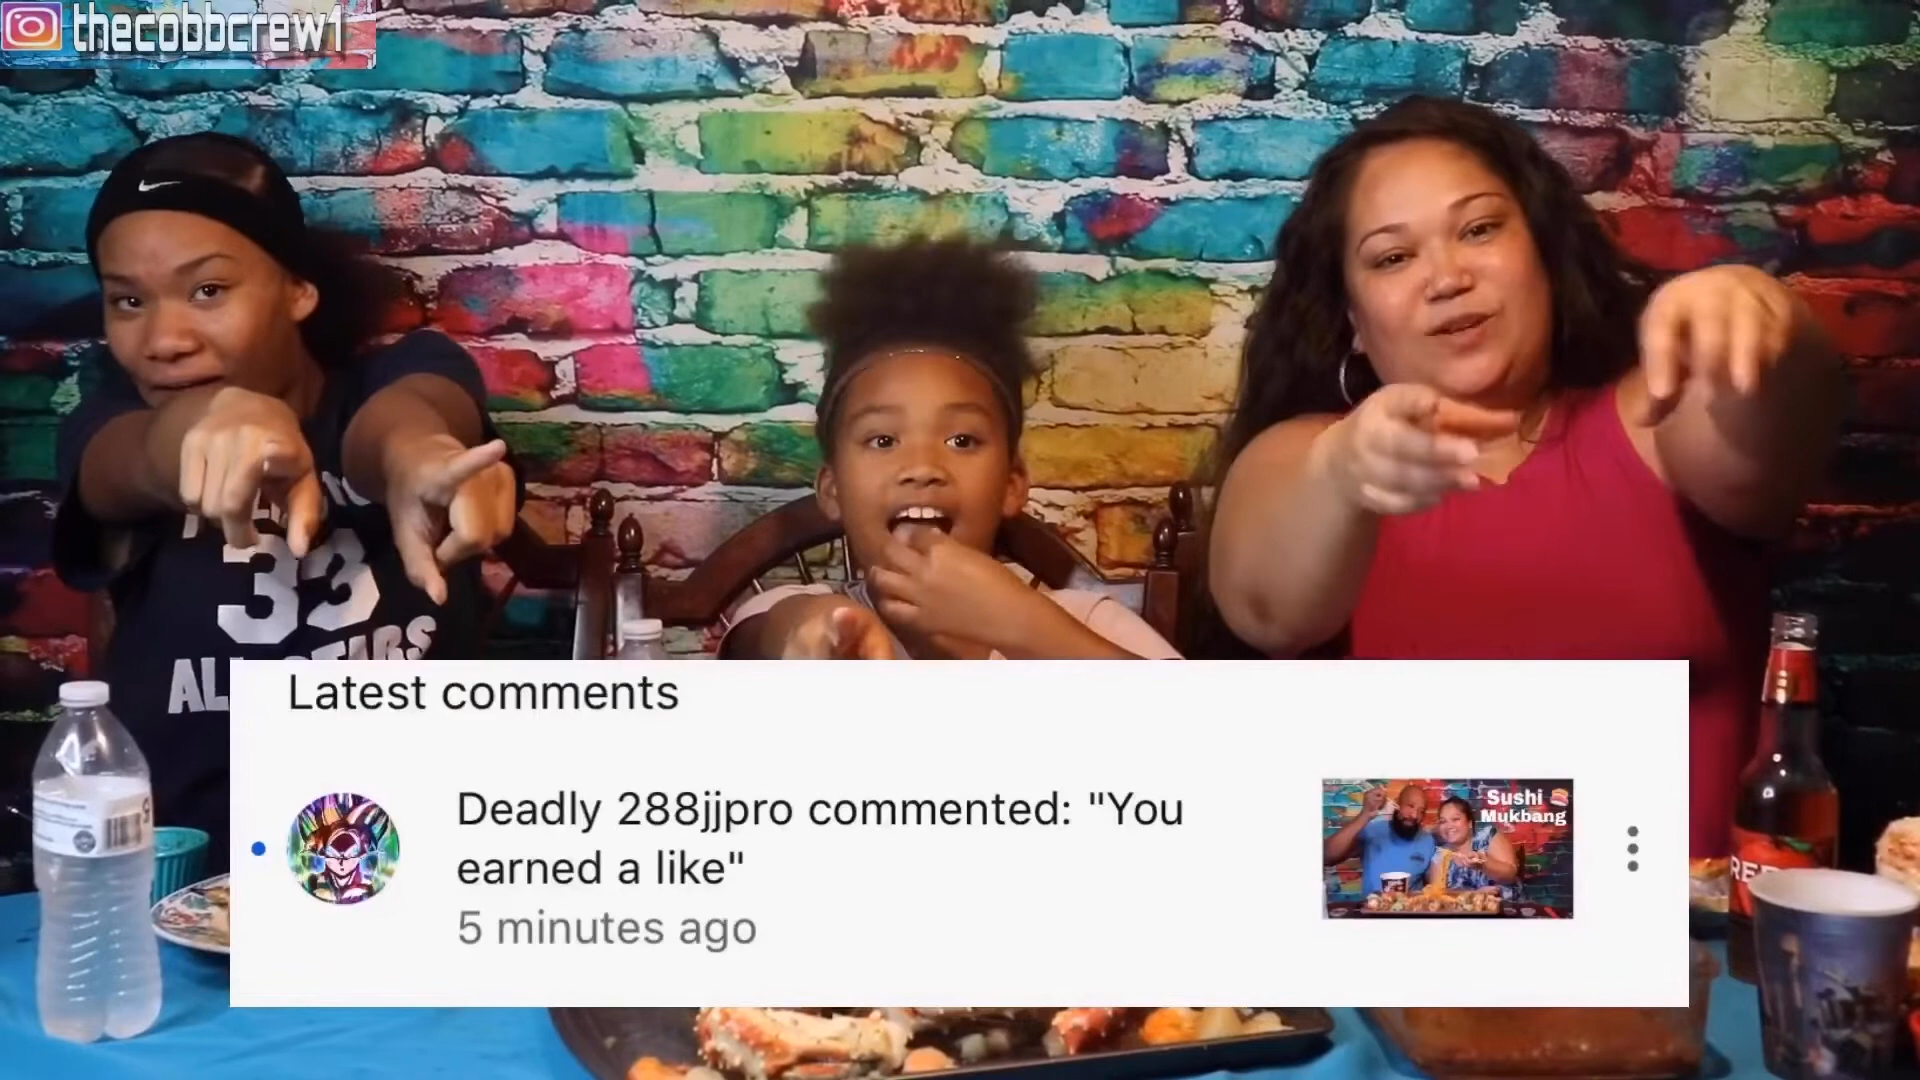 thecobbcrew1
33
Latest comments
Deadly 288jjpro commented: "You
earned a like"
5 minutes ago
Sushi
Mukbang